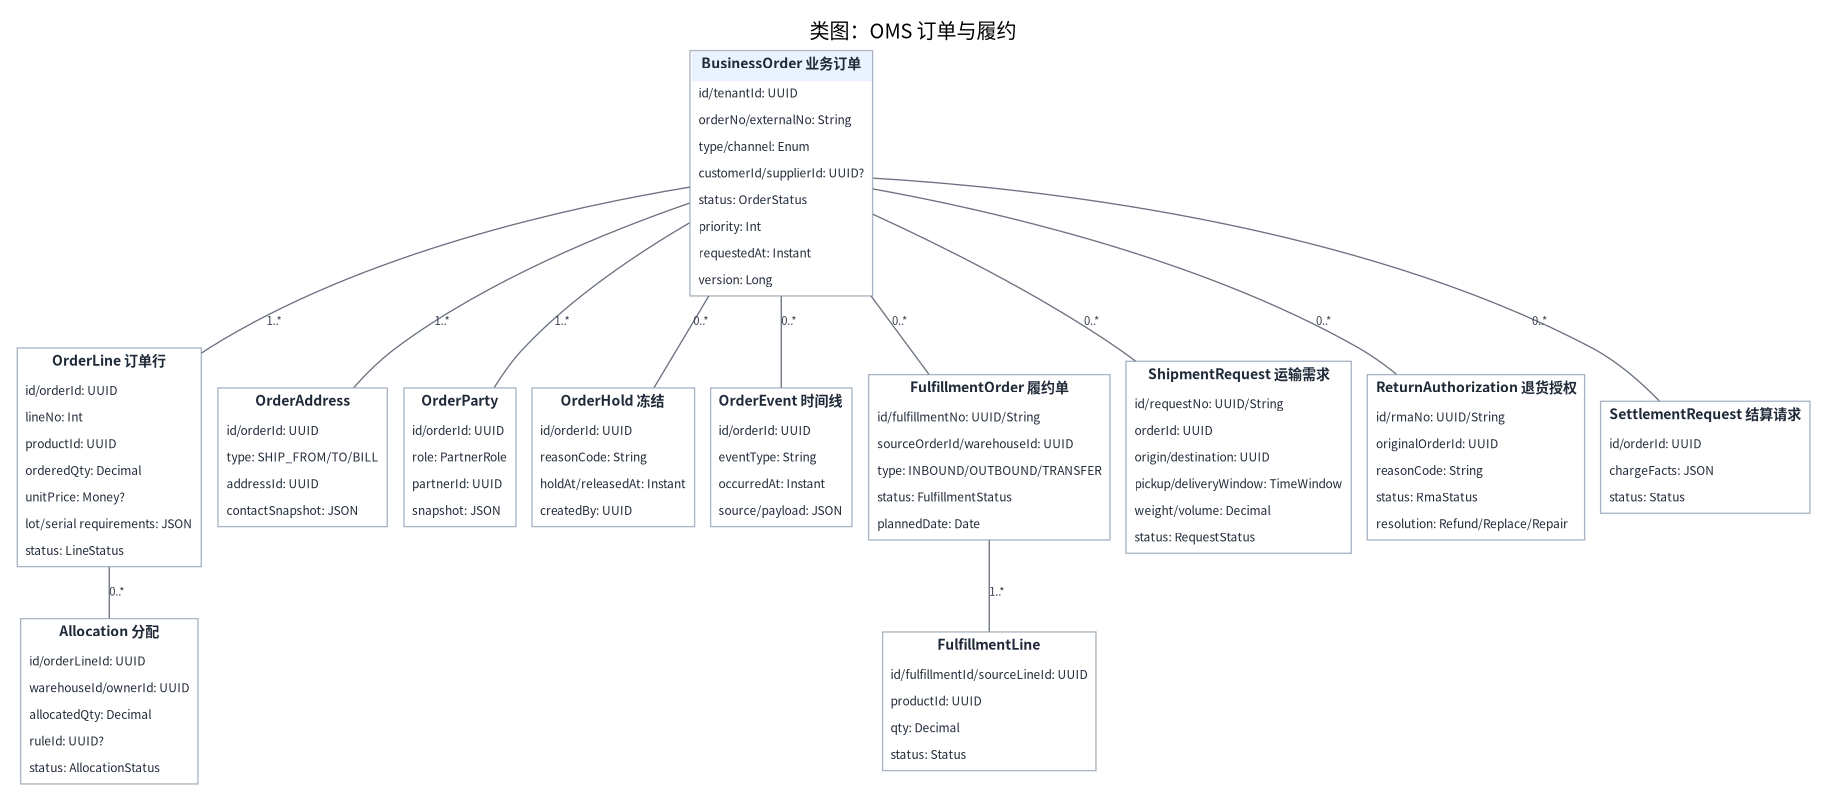 类图：OMS 订单与履约
BusinessOrder 业务订单
id/tenantId: UUID
orderNo/externalNo: String
type/channel: Enum
customerId/supplierId: UUID?
status: OrderStatus
priority: Int
requestedAt: Instant
version: Long
1..*
1..*
1..*
0..*
0..*
0..*
0..*
0..*
0..*
OrderLine 订单行
id/orderId: UUID
lineNo: Int
productId: UUID
orderedQty: Decimal
unitPrice: Money?
lot/serial requirements: JSON
status: LineStatus
OrderAddress
id/orderId: UUID
type: SHIP_FROM/TO/BILL
addressId: UUID
contactSnapshot: JSON
OrderParty
id/orderId: UUID
role: PartnerRole
partnerId: UUID
snapshot: JSON
OrderHold 冻结
id/orderId: UUID
reasonCode: String
holdAt/releasedAt: Instant
createdBy: UUID
OrderEvent 时间线
id/orderId: UUID
eventType: String
occurredAt: Instant
source/payload: JSON
FulfillmentOrder 履约单
id/fulfillmentNo: UUID/String
sourceOrderId/warehouseId: UUID
type: INBOUND/OUTBOUND/TRANSFER
status: FulfillmentStatus
plannedDate: Date
ShipmentRequest 运输需求
id/requestNo: UUID/String
orderId: UUID
origin/destination: UUID
pickup/deliveryWindow: TimeWindow
weight/volume: Decimal
status: RequestStatus
ReturnAuthorization 退货授权
id/rmaNo: UUID/String
originalOrderId: UUID
reasonCode: String
status: RmaStatus
resolution: Refund/Replace/Repair
SettlementRequest 结算请求
id/orderId: UUID
chargeFacts: JSON
status: Status
0..*
1..*
Allocation 分配
id/orderLineId: UUID
warehouseId/ownerId: UUID
allocatedQty: Decimal
ruleId: UUID?
status: AllocationStatus
FulfillmentLine
id/fulfillmentId/sourceLineId: UUID
productId: UUID
qty: Decimal
status: Status